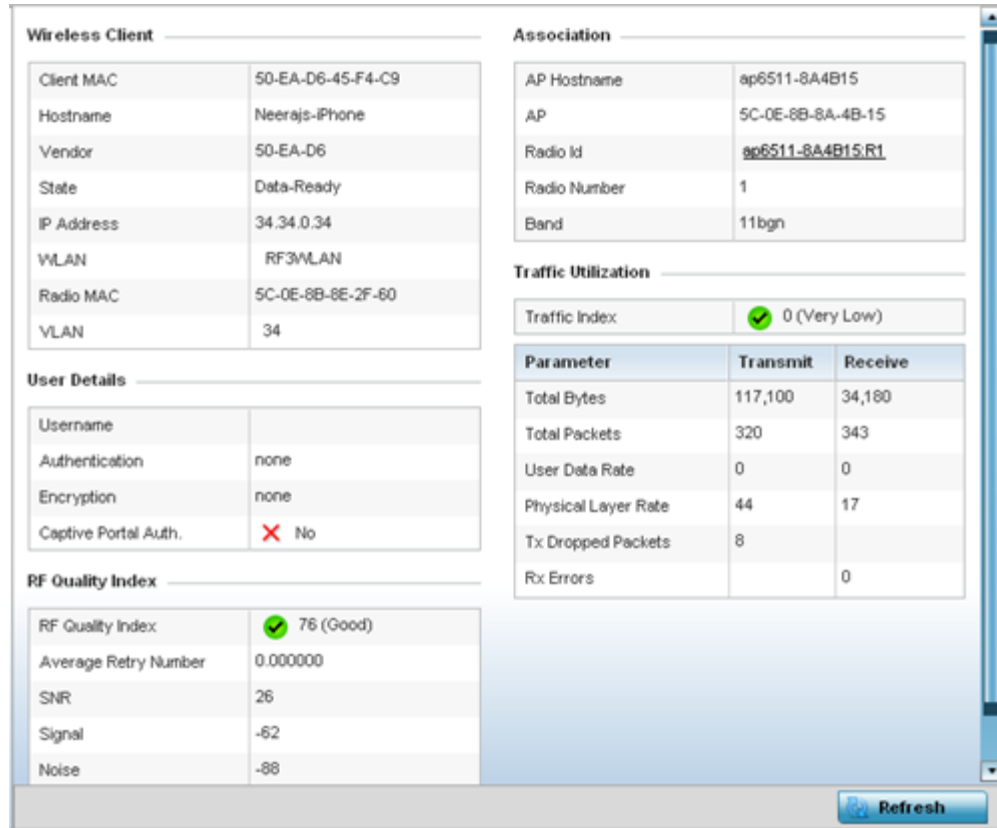 Wireless Client
Client MAC 50-EA-D6-45-F4-C9
Hostname Neerajs-iPhone
Vendor 50-EA-D6
State Data-Ready
IP Address 34.34.0.34
WLAN RF3WLAN
Radio MAC 5C-0E-8B-8E-2F-60
VLAN 34
User Details
Username
Authentication none
Encryption none
Captive Portal Auth. No
RF Quality Index
RF Quality Index 76 (Good)
Average Retry Number 0.000000
SNR 26
Signal -62
Noise -88
Association
AP Hostname ap6511-8A4B15
AP 5C-0E-8B-8A-4B-15
Radio Id ap6511-8A4B15:R1
Radio Number 1
Band 11bgn
Traffic Utilization
Traffic Index 0 (Very Low)
Parameter Transmit Receive
Total Bytes 117,100 34,180
Total Packets 320 343
User Data Rate 0 0
Physical Layer Rate 44 17
Tx Dropped Packets 8
Rx Errors 0
Refresh